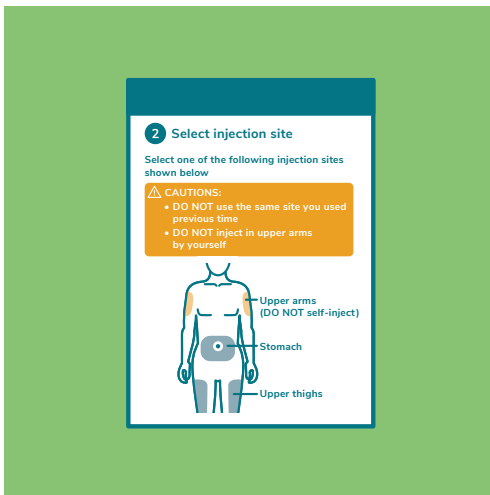 2 Select injection site
Select one of the following injection sites
shown below
CAUTIONS:
• DO NOT use the same site you used
previous time
• DO NOT inject in upper arms
by yourself
Upper arms
(DO NOT self-inject)
Stomach
Upper thighs